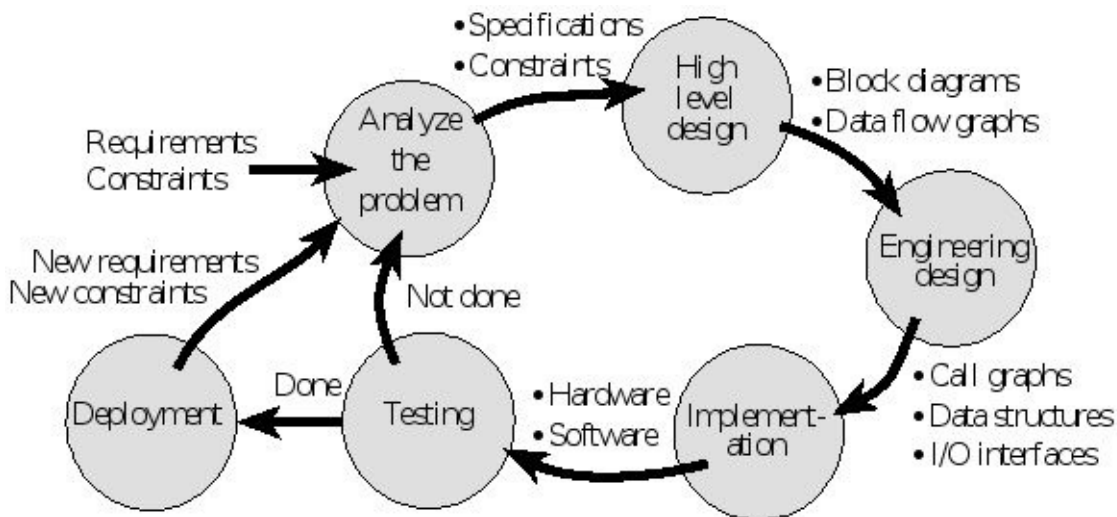 • Specifications
• Constraints
High
level
design
• Block diagrams
• Data flow graphs
Analyze
the
problem
Requirements
Constraints
Engineering
design
New requirements
New constraints
Not done
• Call graphs
• Data structures
• I/O interfaces
Implement-
ation
• Hardware
• Software
Testing
Done
Deployment